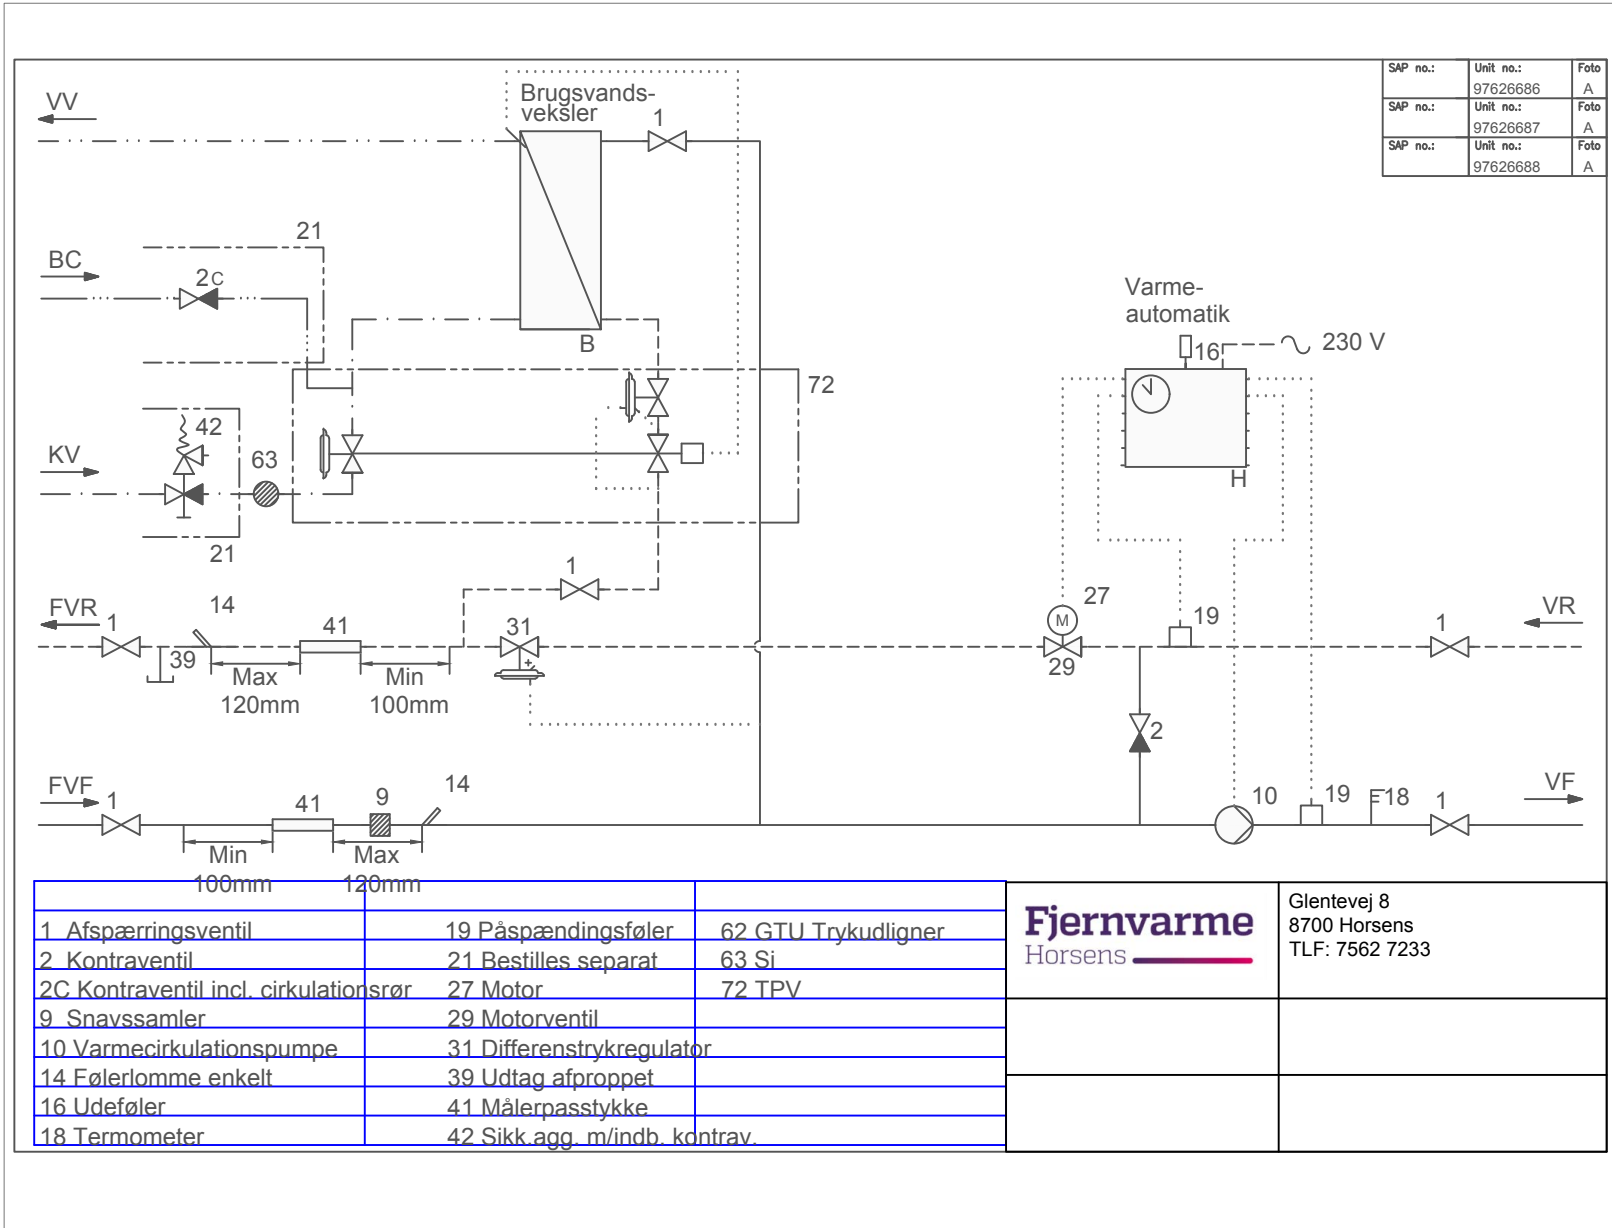 SAP no.: Unit no.: Foto
97626686 A
SAP no.: Unit no.: Foto
97626687 A
SAP no.: Unit no.: Foto
97626688 A
VV
Brugsvands-
veksler
1
21
BC
2C
B
Varme-
automatik
16
230 V
72
42
KV
63
H
21
1
FVR
1
14
41
31
27
19
1
VR
39
29
Max
120mm
Min
100mm
2
FVF
1
41
9
14
10
19
18
1
VF
M
Min
100mm
Max
120mm
1 Afspærringsventil
2 Kontraventil
2C Kontraventil incl. cirkulationsrør
9 Snavssamler
10 Varmecirkulationspumpe
14 Følerlomme enkelt
16 Udeføler
18 Termometer
19 Påspændingsføler
21 Bestilles separat
27 Motor
29 Motorventil
31 Differenstrykregulator
39 Udtag afproppet
41 Målerpasstykke
42 Sikk.agg. m/indb. kontrav.
62 GTU Trykudligner
63 Si
72 TPV
Fjernvarme
Horsens
Glentevej 8
8700 Horsens
TLF: 7562 7233